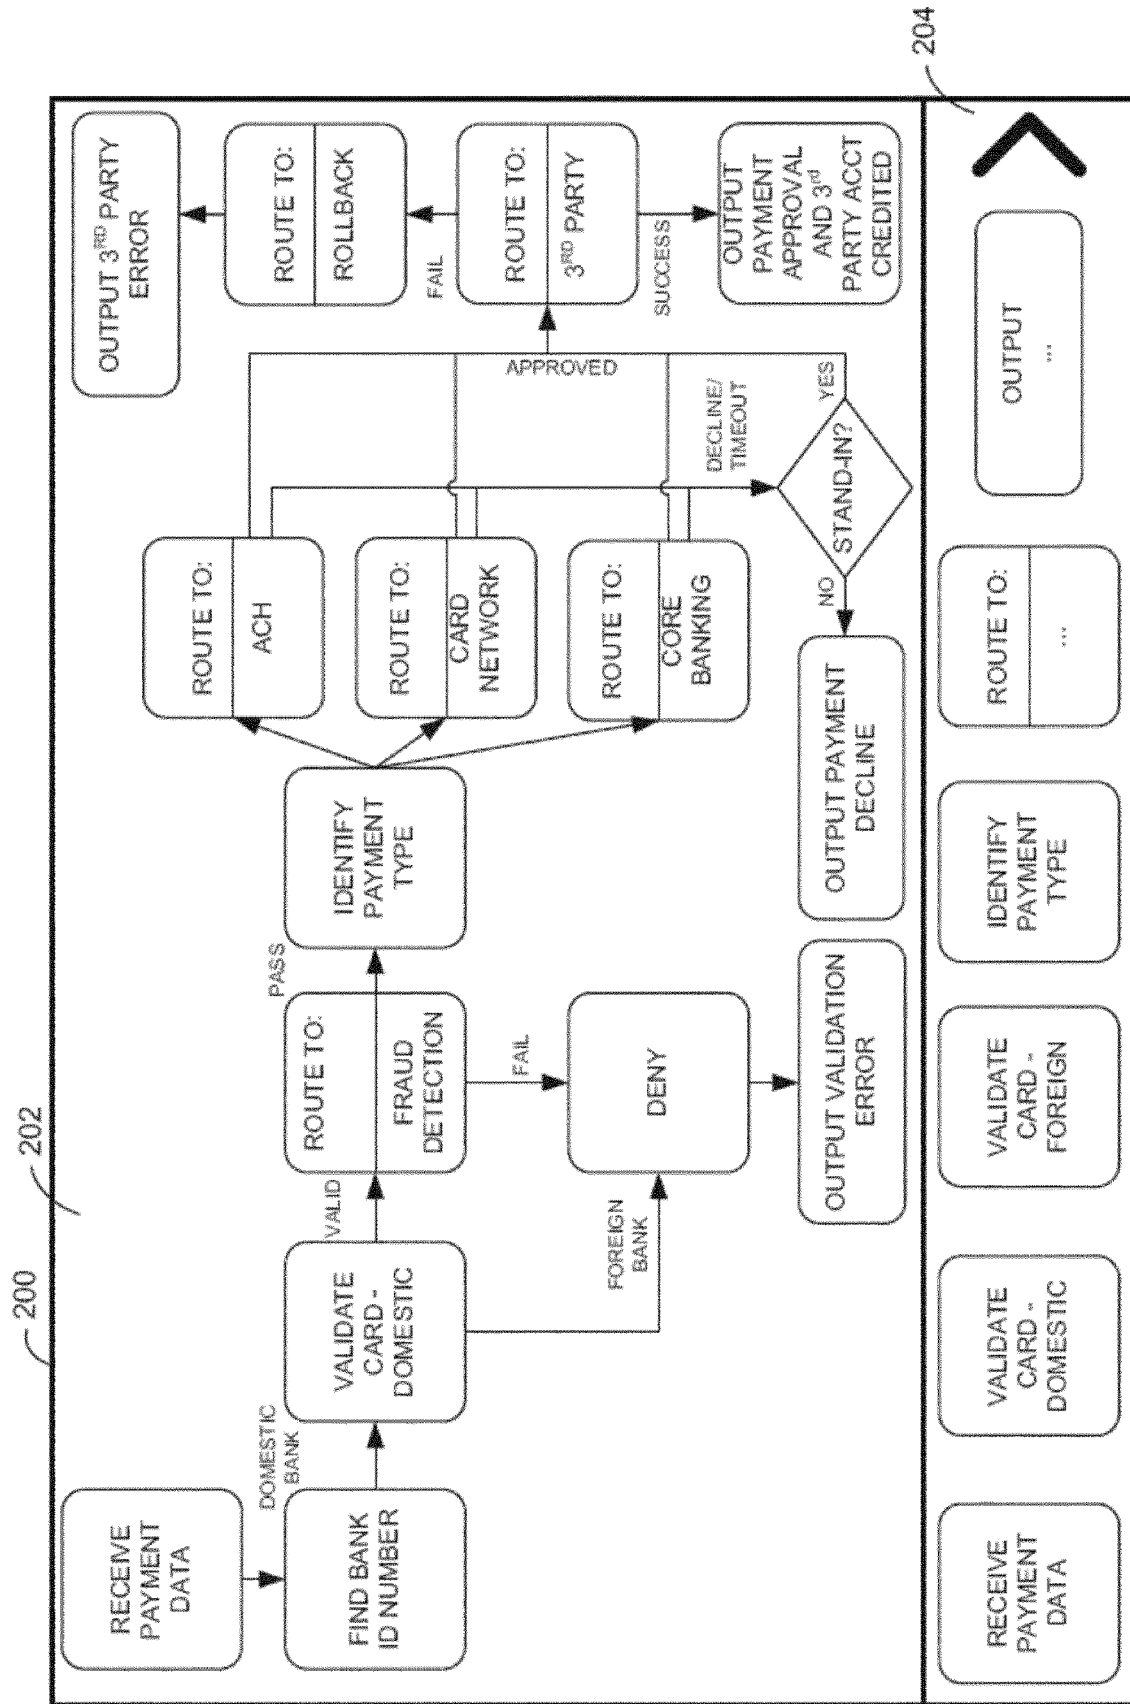 200
202
RECEIVE
PAYMENT
DATA
DOMESTIC
BANK
FIND BANK
ID NUMBER
VALIDATE
CARD -
DOMESTIC
VALID
FOREIGN
BANK
ROUTE TO:
FRAUD
DETECTION
PASS
FAIL
DENY
OUTPUT VALIDATION
ERROR
IDENTIFY
PAYMENT
TYPE
ROUTE TO:
ACH
ROUTE TO:
CARD
NETWORK
ROUTE TO:
CORE
BANKING
DECLINE/
TIMEOUT
APPROVED
STAND-IN?
YES
NO
OUTPUT PAYMENT
DECLINE
OUTPUT 3RD PARTY
ERROR
ROUTE TO:
ROLLBACK
FAIL
ROUTE TO:
3RD PARTY
SUCCESS
OUTPUT
PAYMENT
APPROVAL
AND 3rd
PARTY ACCT
CREDITED
204
RECEIVE
PAYMENT
DATA
VALIDATE
CARD -
DOMESTIC
VALIDATE
CARD -
FOREIGN
IDENTIFY
PAYMENT
TYPE
ROUTE TO:
...
OUTPUT
...